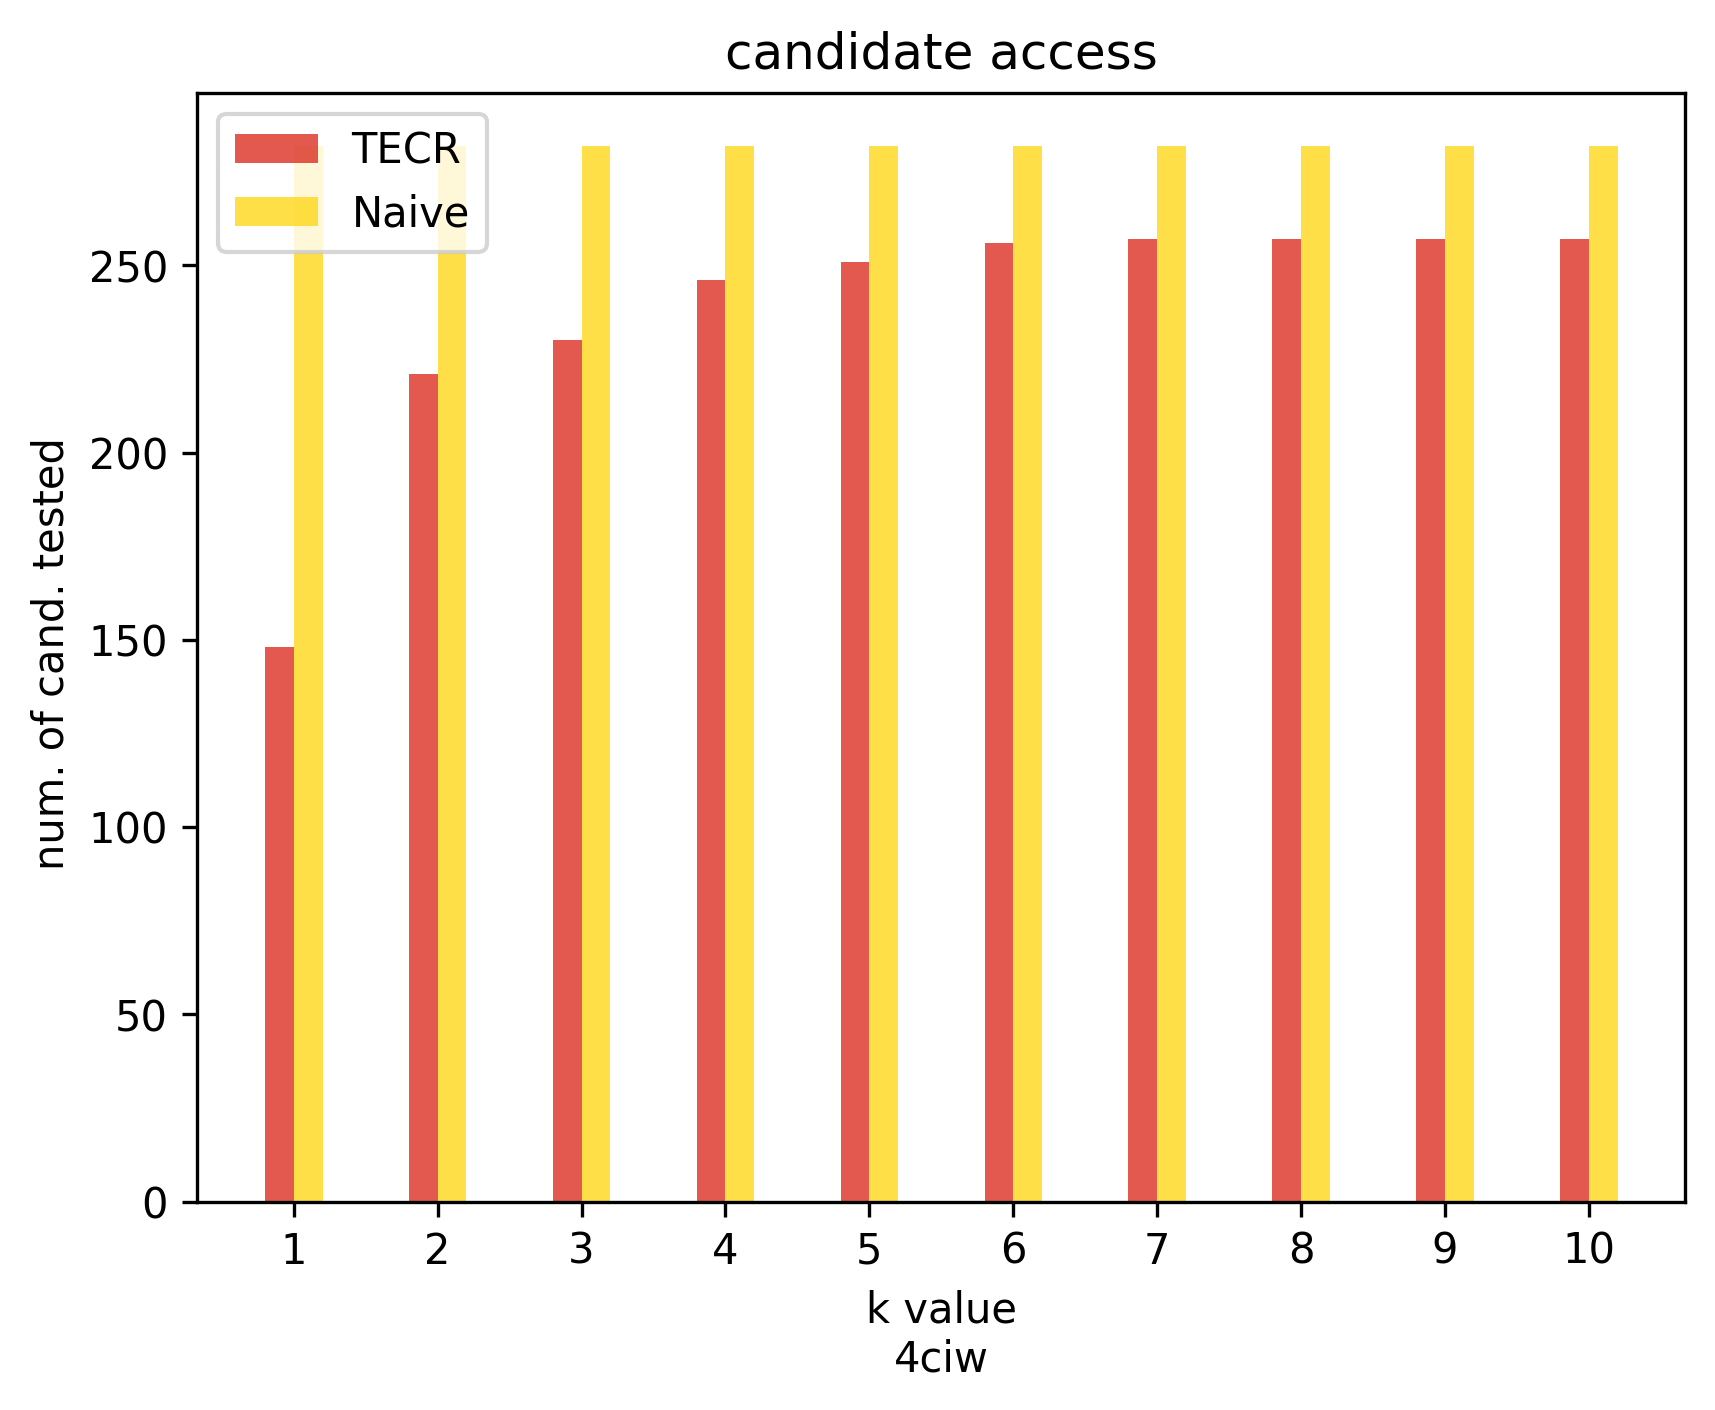 candidate access
TECR
Naive
num. of cand. tested
250
200
150
100
50
0
1 2 3 4 5 6 7 8 9 10
k value
4ciw